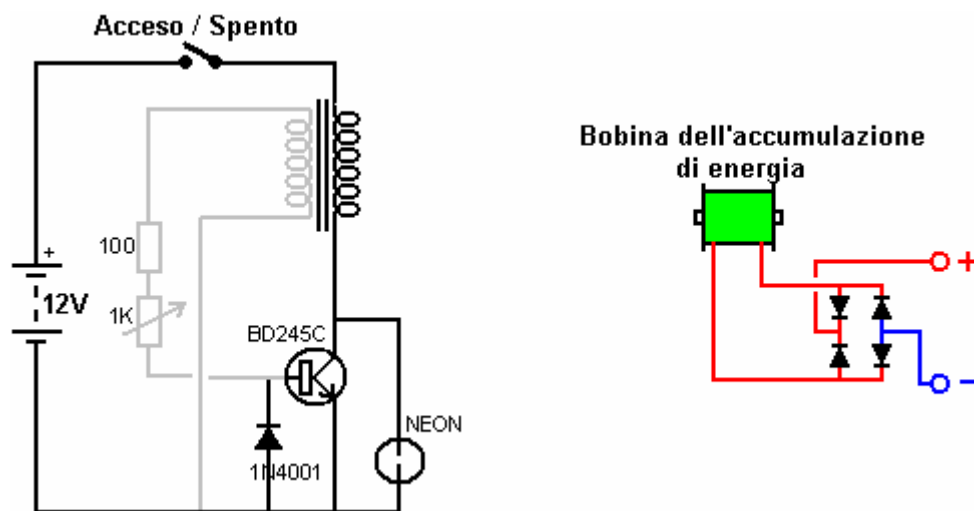 Acceso / Spento
Bobina dell'accumulazione
di energia
100
+
+
12V
1K
BD245C
NEON
-
1N4001